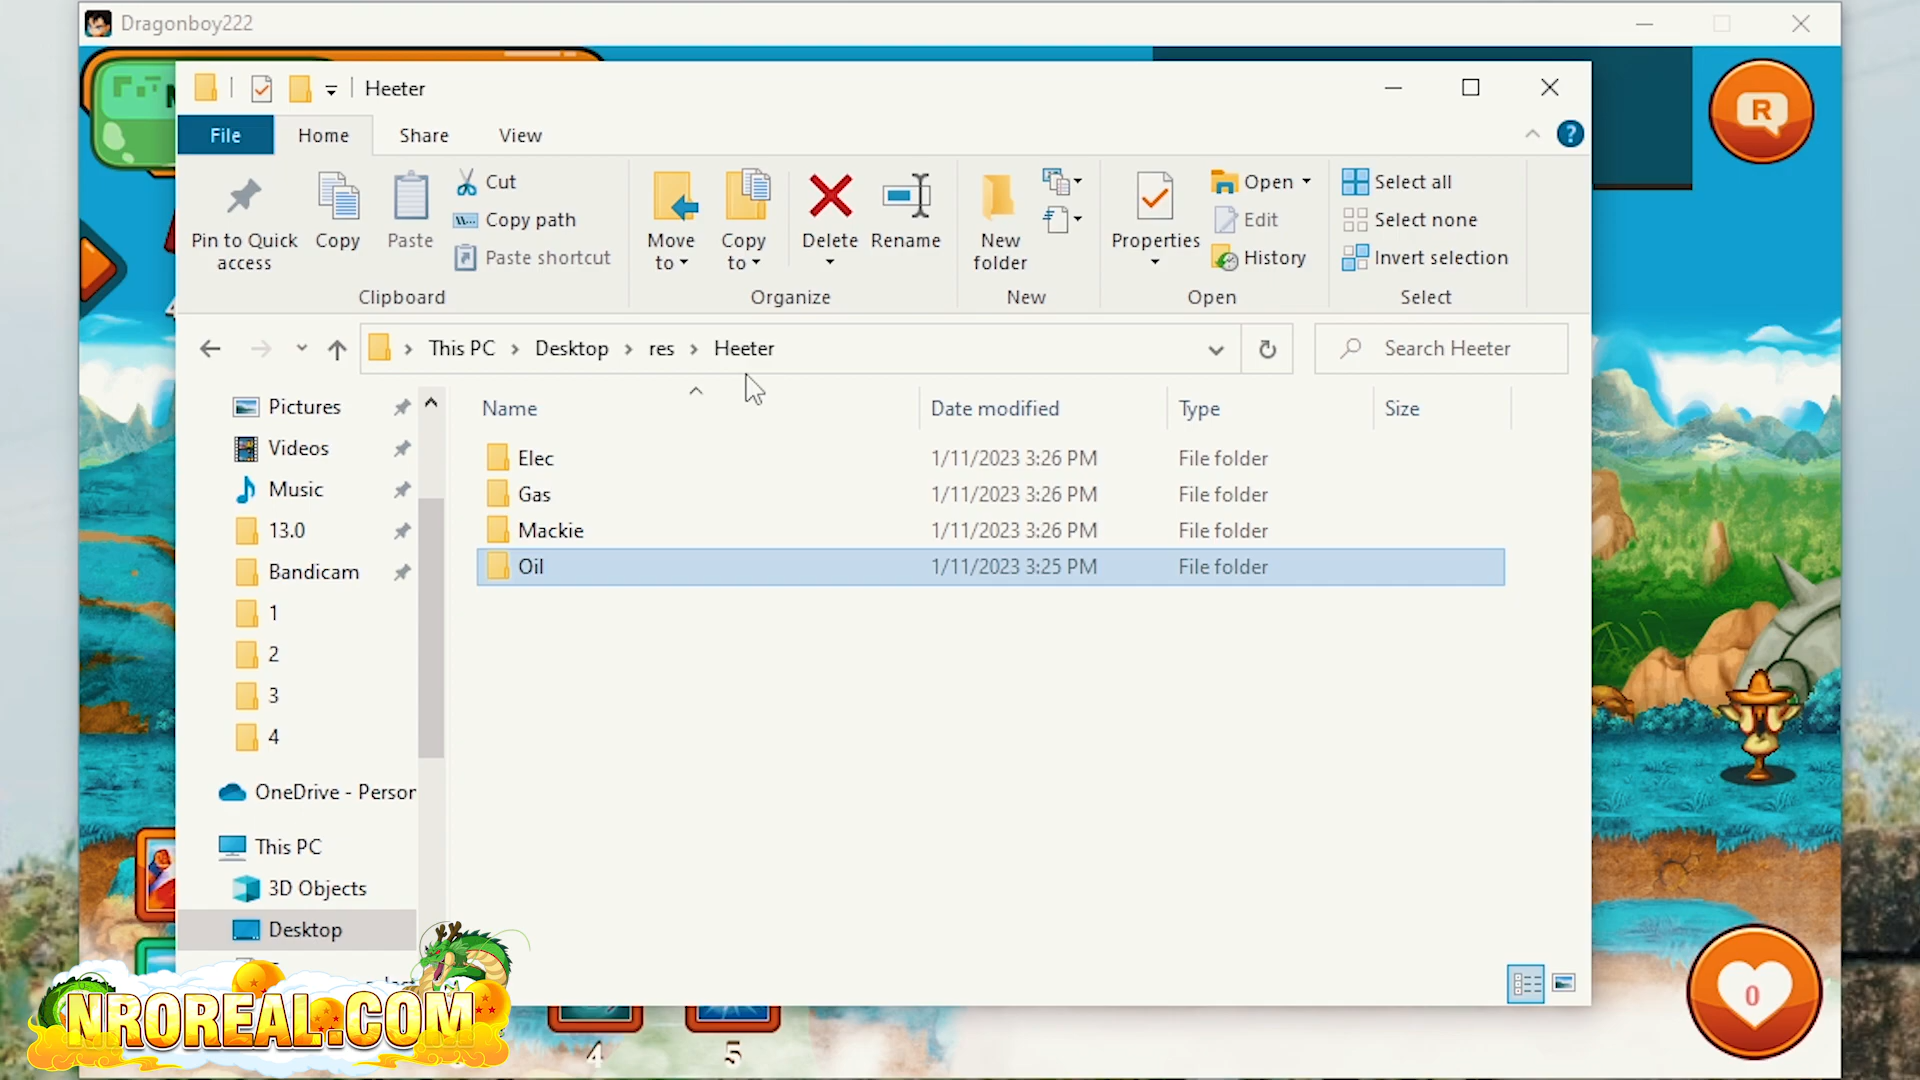 Dragonboy222
Heeter
R
File
Home
Share
View
Pin to Quick
access
Copy
Paste
Cut
Copy path
Paste shortcut
Clipboard
Move
to
Copy
to
Delete
Rename
Organize
New
folder
New
Properties
Open
Edit
History
Open
Select all
Select none
Invert selection
Select
This PC > Desktop > res > Heeter
Search Heeter
Name
Date modified
Type
Size
Elec 1/11/2023 3:26 PM File folder
Gas 1/11/2023 3:26 PM File folder
Mackie 1/11/2023 3:26 PM File folder
Oil 1/11/2023 3:25 PM File folder
Pictures
Videos
Music
13.0
Bandicam
1
2
3
4
OneDrive - Person
This PC
3D Objects
Desktop
NROREAL.COM
4
5
0